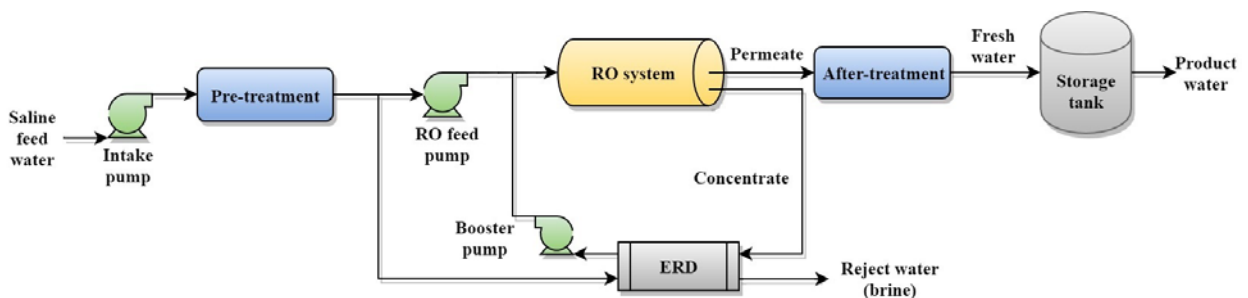 Saline
feed
water
Intake
pump
Pre-treatment
RO feed
pump
RO system
Permeate
After-treatment
Fresh
water
Storage
tank
Product
water
Concentrate
Booster
pump
ERD
Reject water
(brine)